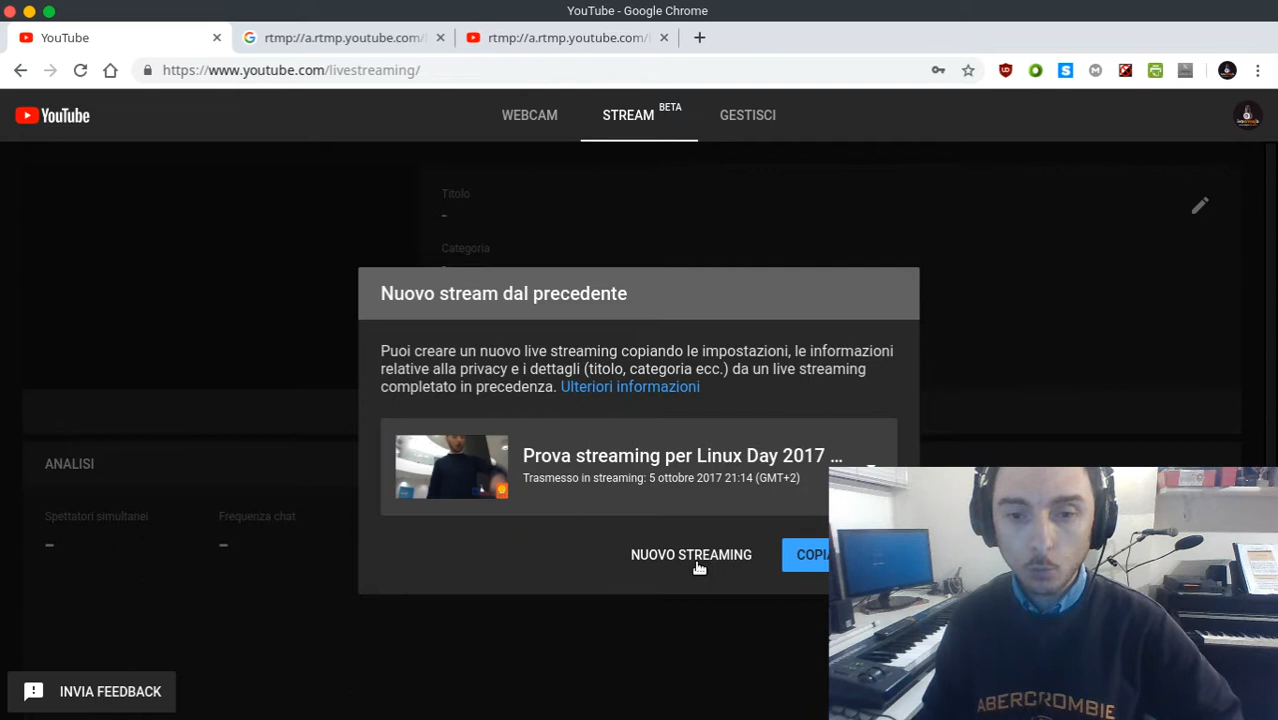 YouTube - Google Chrome
YouTube
rtmp://a.rtmp.youtube.com/
rtmp://a.rtmp.youtube.com/
https://www.youtube.com/livestreaming/
YouTube
WEBCAM
STREAM BETA
GESTISCI
Titolo
-
Categoria
Nuovo stream dal precedente
Puoi creare un nuovo live streaming copiando le impostazioni, le informazioni
relative alla privacy e i dettagli (titolo, categoria ecc.) da un live streaming
completato in precedenza. Ulteriori informazioni
Prova streaming per Linux Day 2017 ...
Trasmesso in streaming: 5 ottobre 2017 21:14 (GMT+2)
NUOVO STREAMING
COPIA
ANALISI
Spettatori simultanei
Frequenza chat
–
–
INVIA FEEDBACK
ABERCROMBIE